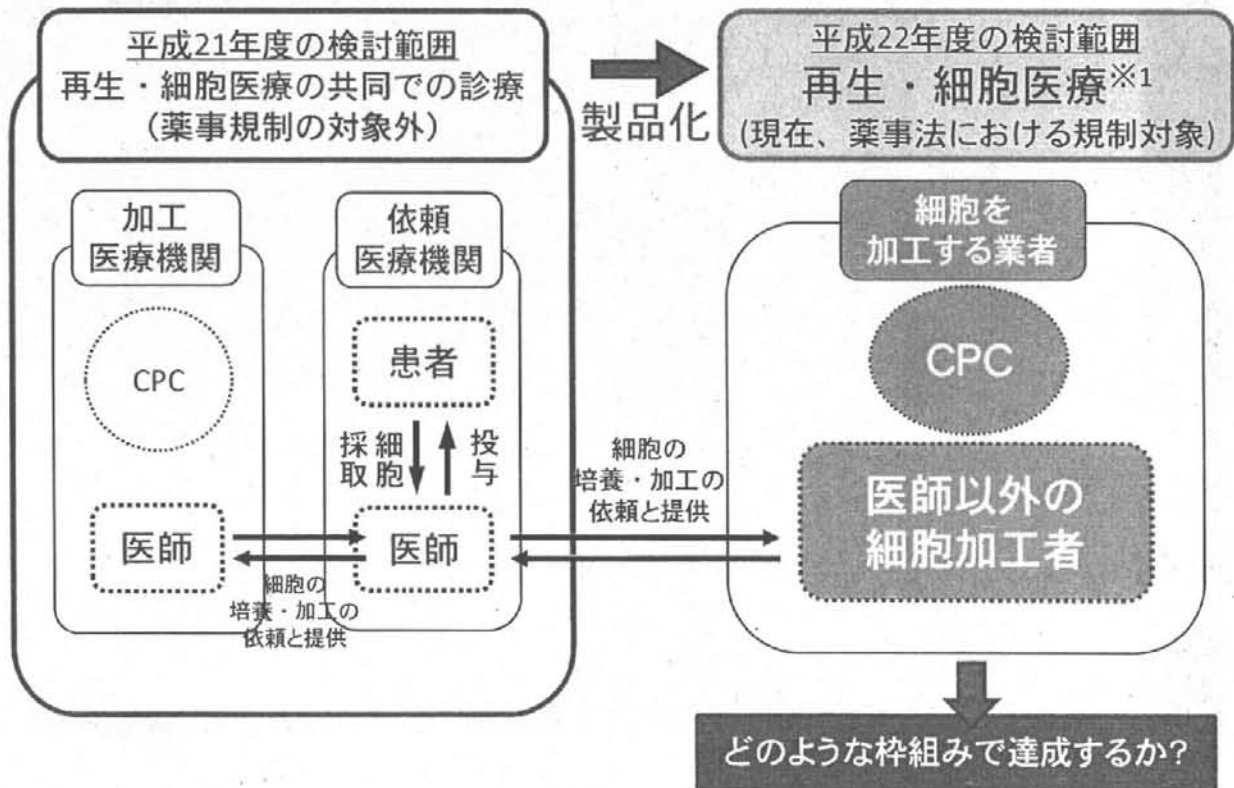 平成21年度の検討範囲
再生・細胞医療の共同での診療
（薬事規制の対象外）
製品化
平成22年度の検討範囲
再生・細胞医療※1
(現在、薬事法における規制対象)
加工
医療機関
CPC
医師
依頼
医療機関
患者
細胞
採取
投与
医師
細胞の
培養・加工の
依頼と提供
細胞の
培養・加工の
依頼と提供
細胞を
加工する業者
CPC
医師以外の
細胞加工者
どのような枠組みで達成するか?